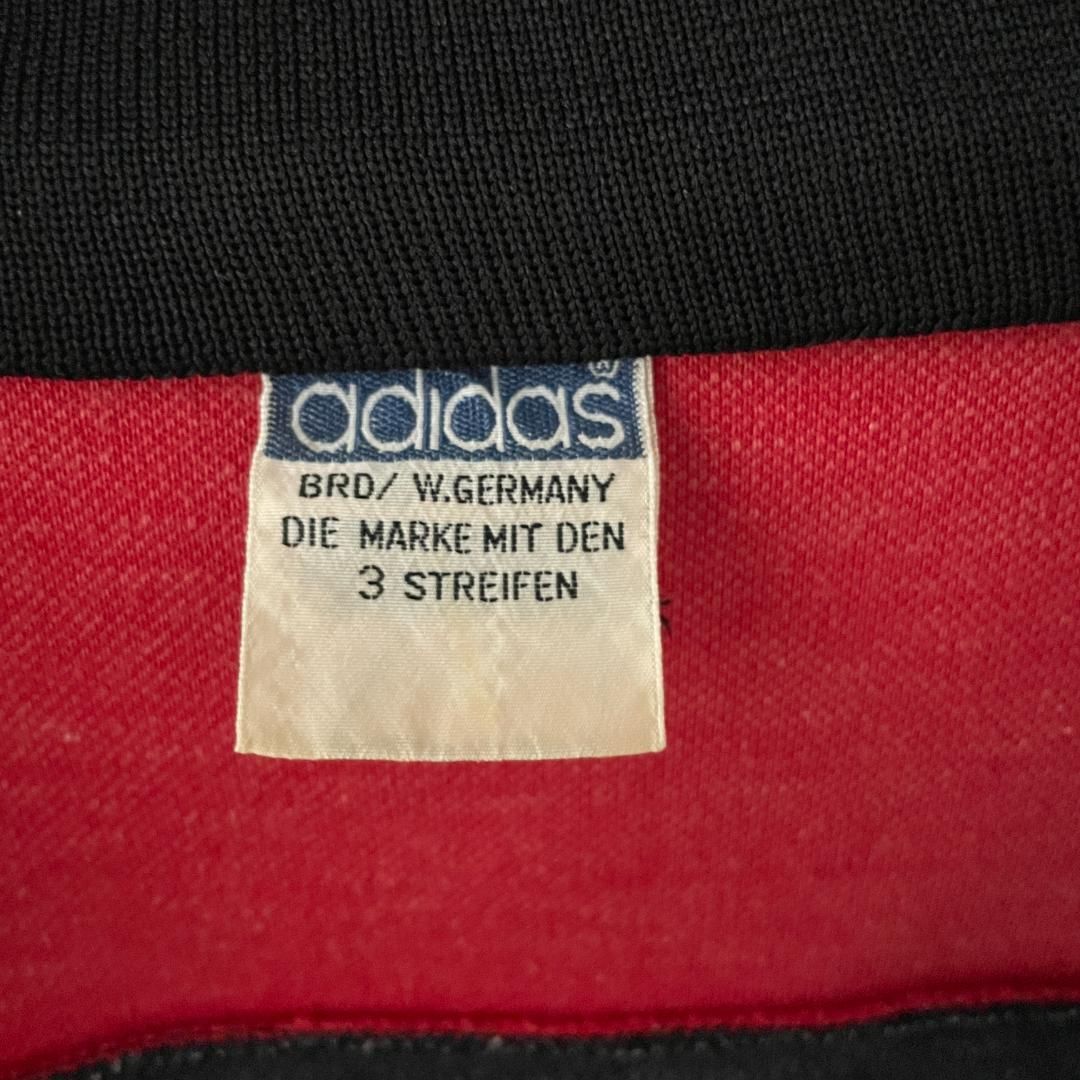 adidas®
BRD/ W.GERMANY
DIE MARKE MIT DEN
3 STREIFEN